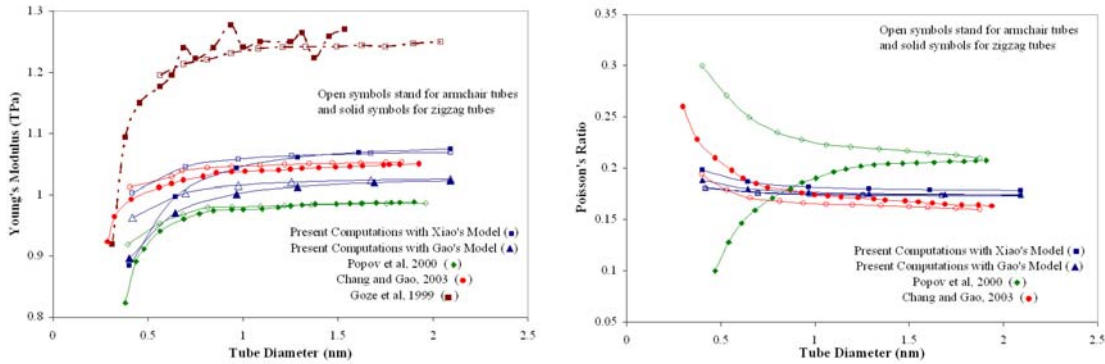 1.3
1.2
1.1
1
0.9
0.8
Young's Modulus (TPa)
Open symbols stand for armchair tubes
and solid symbols for zigzag tubes
Present Computations with Xiao's Model ( )
Present Computations with Gao's Model ( )
Popov et al, 2000 ( )
Chang and Gao, 2003 ( )
Goze et al, 1999 ( )
0 0.5 1 1.5 2 2.5
Tube Diameter (nm)
0.35
0.3
0.25
0.2
0.15
0.1
0.05
Poisson's Ratio
Open symbols stand for armchair tubes
and solid symbols for zigzag tubes
Present Computations with Xiao's Model ( )
Present Computations with Gao's Model ( )
Popov et al, 2000 ( )
Chang and Gao, 2003 ( )
0 0.5 1 1.5 2 2.5
Tube Diameter (nm)